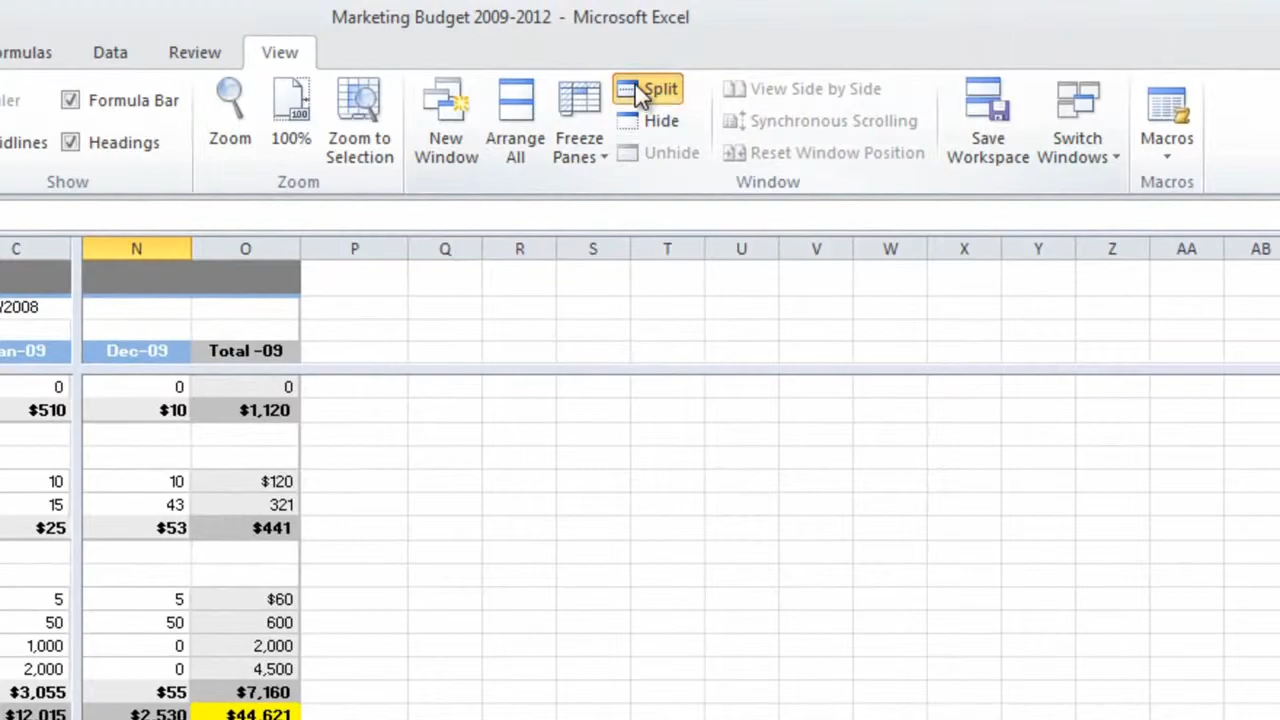 Marketing Budget 2009-2012 - Microsoft Excel
Data Review View
Formula Bar
Headings
Show
Zoom 100% Zoom to Selection
Zoom
New Window Arrange All Freeze Panes
Split
Hide
Unhide
View Side by Side
Synchronous Scrolling
Reset Window Position
Window
Save Workspace Switch Windows
Macros
Macros
C N O P Q R S T U V W X Y Z AA AB
/2008
an-09 Dec-09 Total -09
0 0 0
$510 $10 $1,120
10 10 $120
15 43 321
$25 $53 $441
5 5 $60
50 50 600
1,000 0 2,000
2,000 0 4,500
$3,055 $55 $7,160
$12,015 $2,530 $44,621